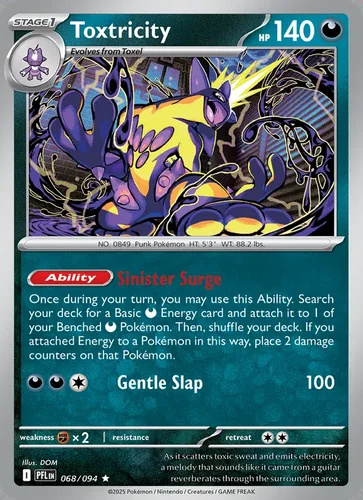 STAGE 1
Toxtricity
HP 140
Evolves from Toxel
NO. 0849 Punk Pokémon HT: 5'3" WT: 88.2 lbs.
Ability Sinister Surge
Once during your turn, you may use this Ability. Search
your deck for a Basic Energy card and attach it to 1 of
your Benched Pokémon. Then, shuffle your deck. If you
attached Energy to a Pokémon in this way, place 2 damage
counters on that Pokémon.
Gentle Slap 100
weakness ×2 resistance retreat
Illus. DOM
I PFL EN 068/094 ★
As it scatters toxic sweat and emits electricity,
a melody that sounds like it came from a guitar
reverberates through the surrounding area.
©2025 Pokémon / Nintendo / Creatures / GAME FREAK